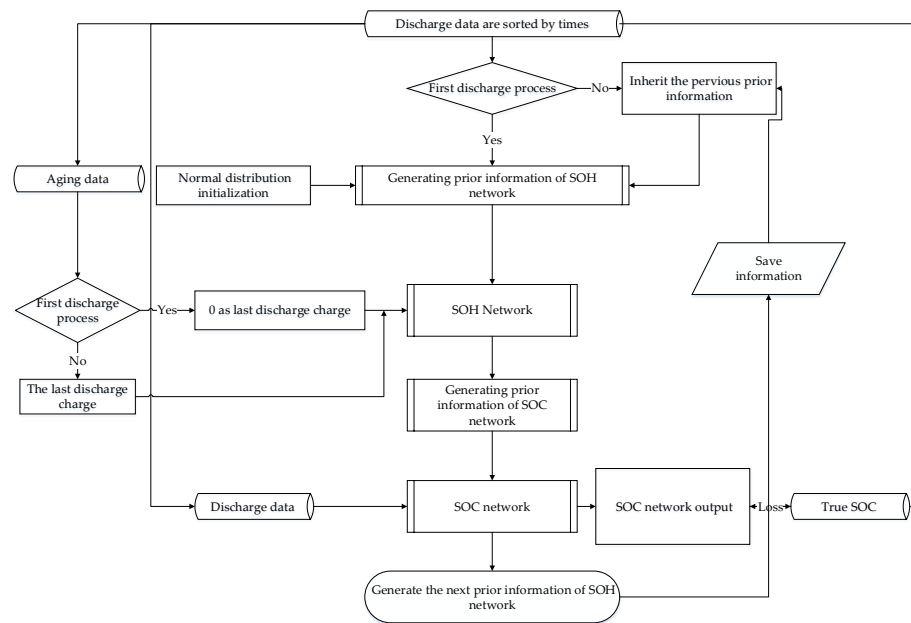 Discharge data are sorted by times
First discharge process
No
Inherit the pervious prior
information
Yes
Aging data
Normal distribution
initialization
Generating prior information of SOH
network
Save
information
First discharge
process
Yes
0 as last discharge charge
SOH Network
No
The last discharge
charge
Generating prior
information of SOC
network
Discharge data
SOC network
SOC network output
Loss
True SOC
Generate the next prior information of SOH
network